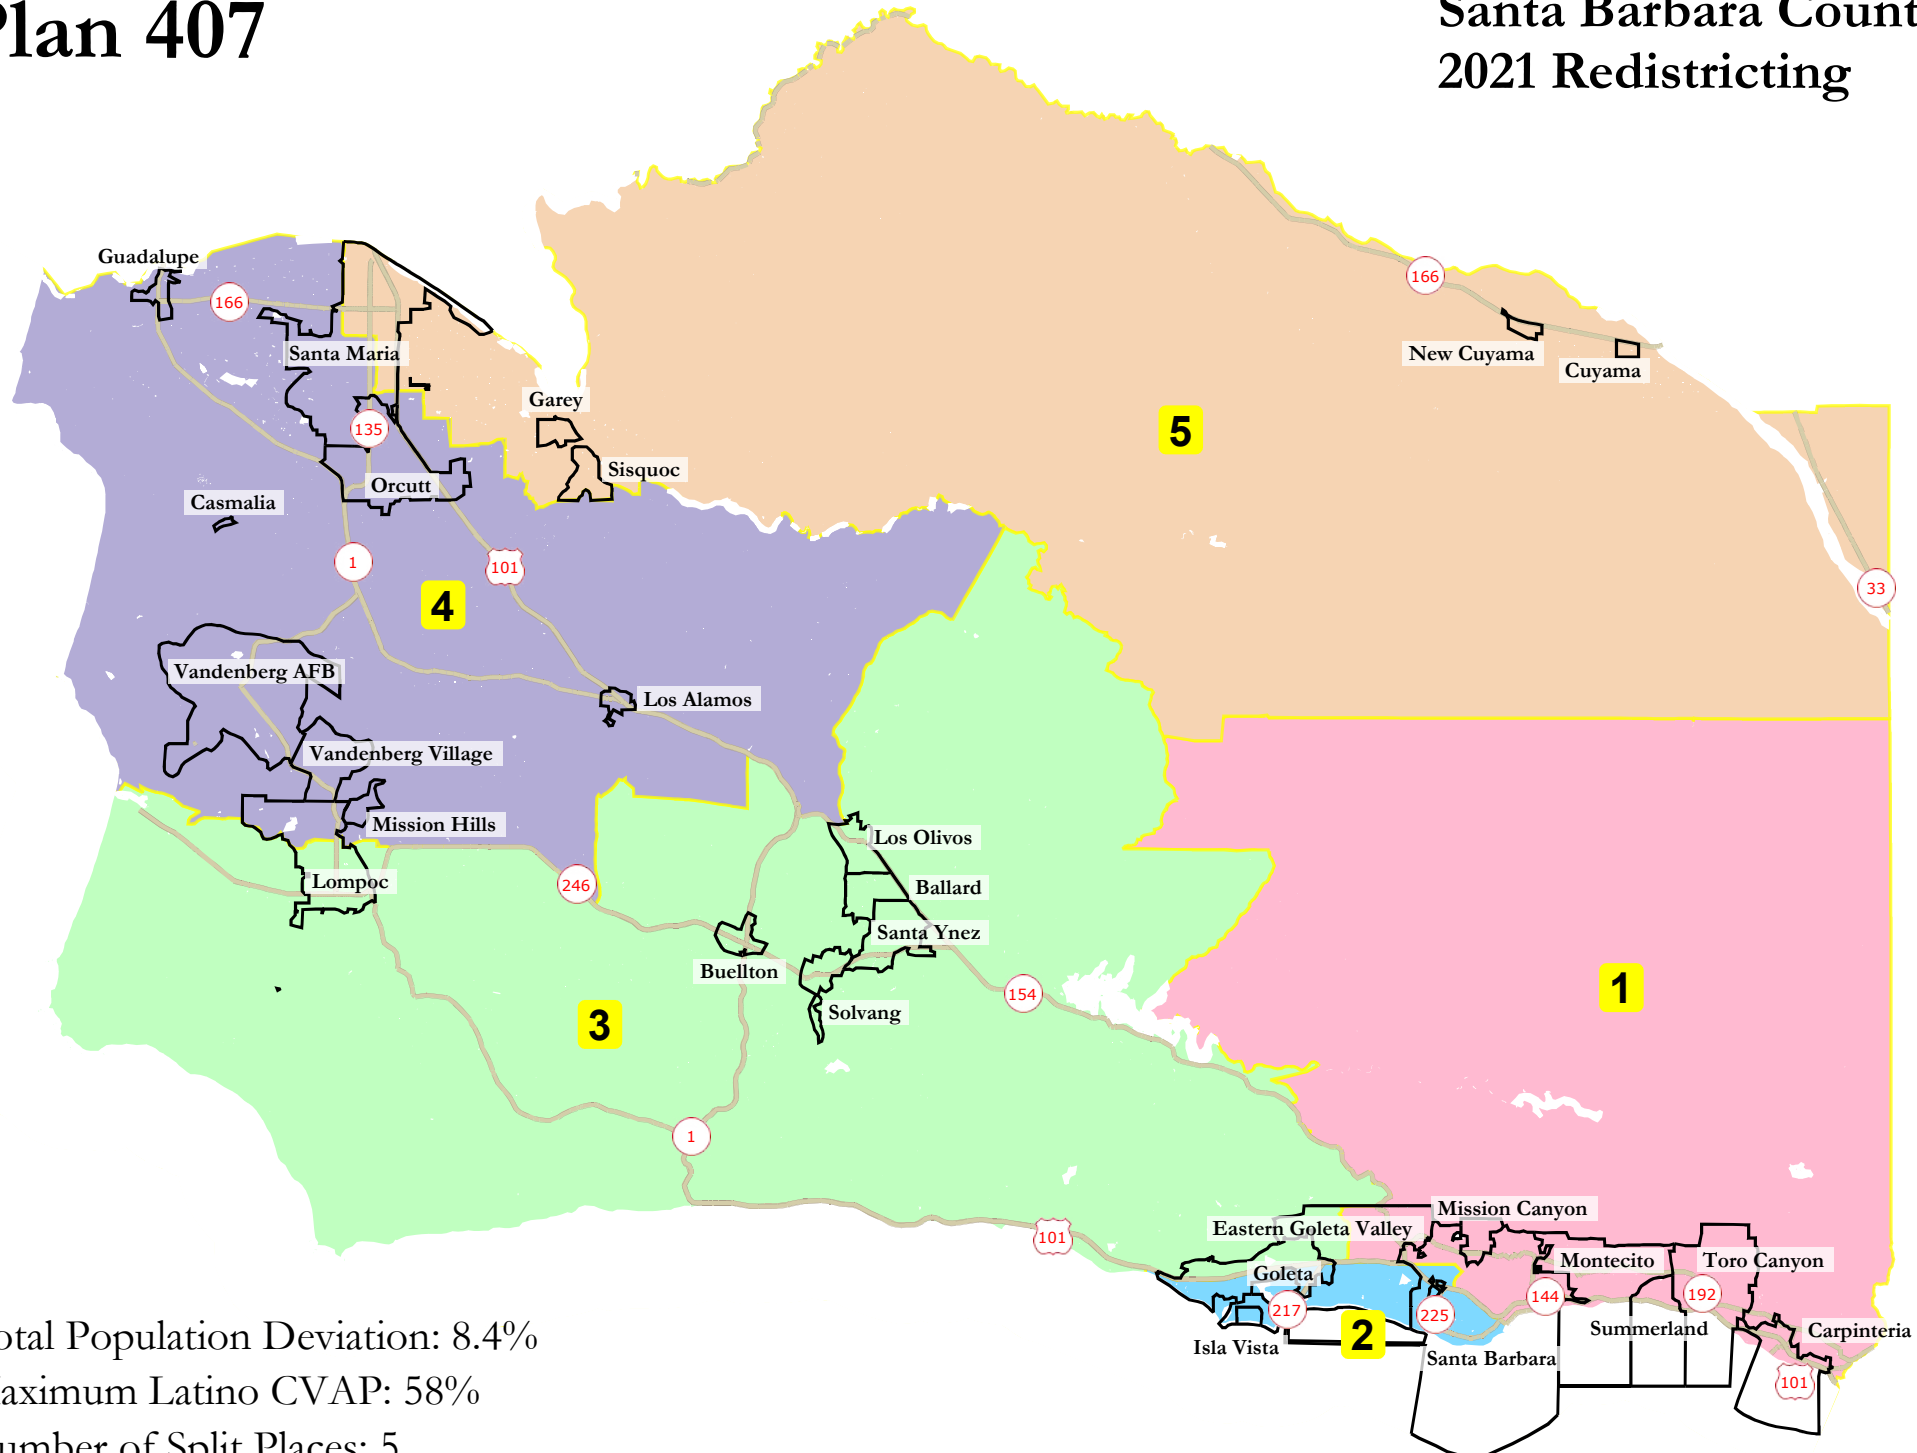 Plan 407
Santa Barbara Count
2021 Redistricting
Guadalupe
166
166
Santa Maria
New Cuyama
Cuyama
Garey
5
135
Sisquoc
Orcutt
Casmalia
1
101
33
4
Vandenberg AFB
Los Alamos
Vandenberg Village
Mission Hills
Los Olivos
Lompoc
246
Ballard
Santa Ynez
Buellton
154
1
Solvang
3
1
Mission Canyon
Eastern Goleta Valley
101
Montecito
Toro Canyon
Goleta
217
144
192
225
2
Summerland
Carpinteria
Isla Vista
Santa Barbara
101
otal Population Deviation: 8.4%
aximum Latino CVAP: 58%
umber of Split Places: 5